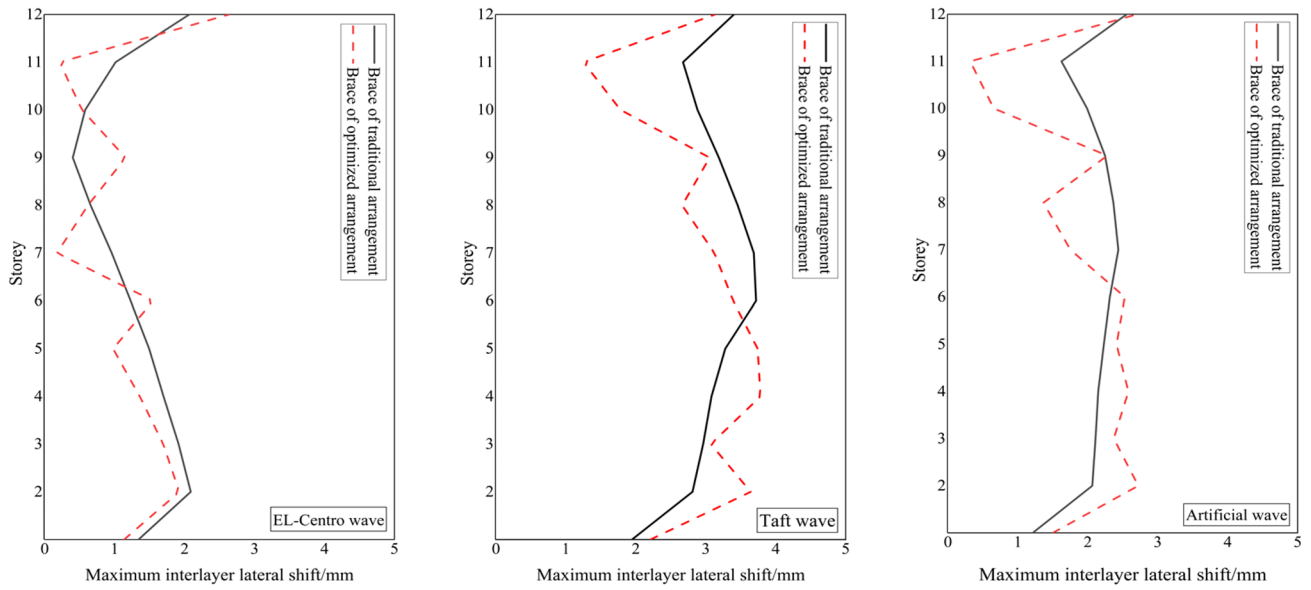 12
11
10
9
8
7
6
5
4
3
2
Storey
Brace of traditional arrangement
Brace of optimized arrangement
EL-Centro wave
0 1 2 3 4 5
Maximum interlayer lateral shift/mm
12
11
10
9
8
7
6
5
4
3
2
Storey
Brace of traditional arrangement
Brace of optimized arrangement
Taft wave
0 1 2 3 4 5
Maximum interlayer lateral shift/mm
12
11
10
9
8
7
6
5
4
3
2
Storey
Brace of traditional arrangement
Brace of optimized arrangement
Artificial wave
0 1 2 3 4 5
Maximum interlayer lateral shift/mm